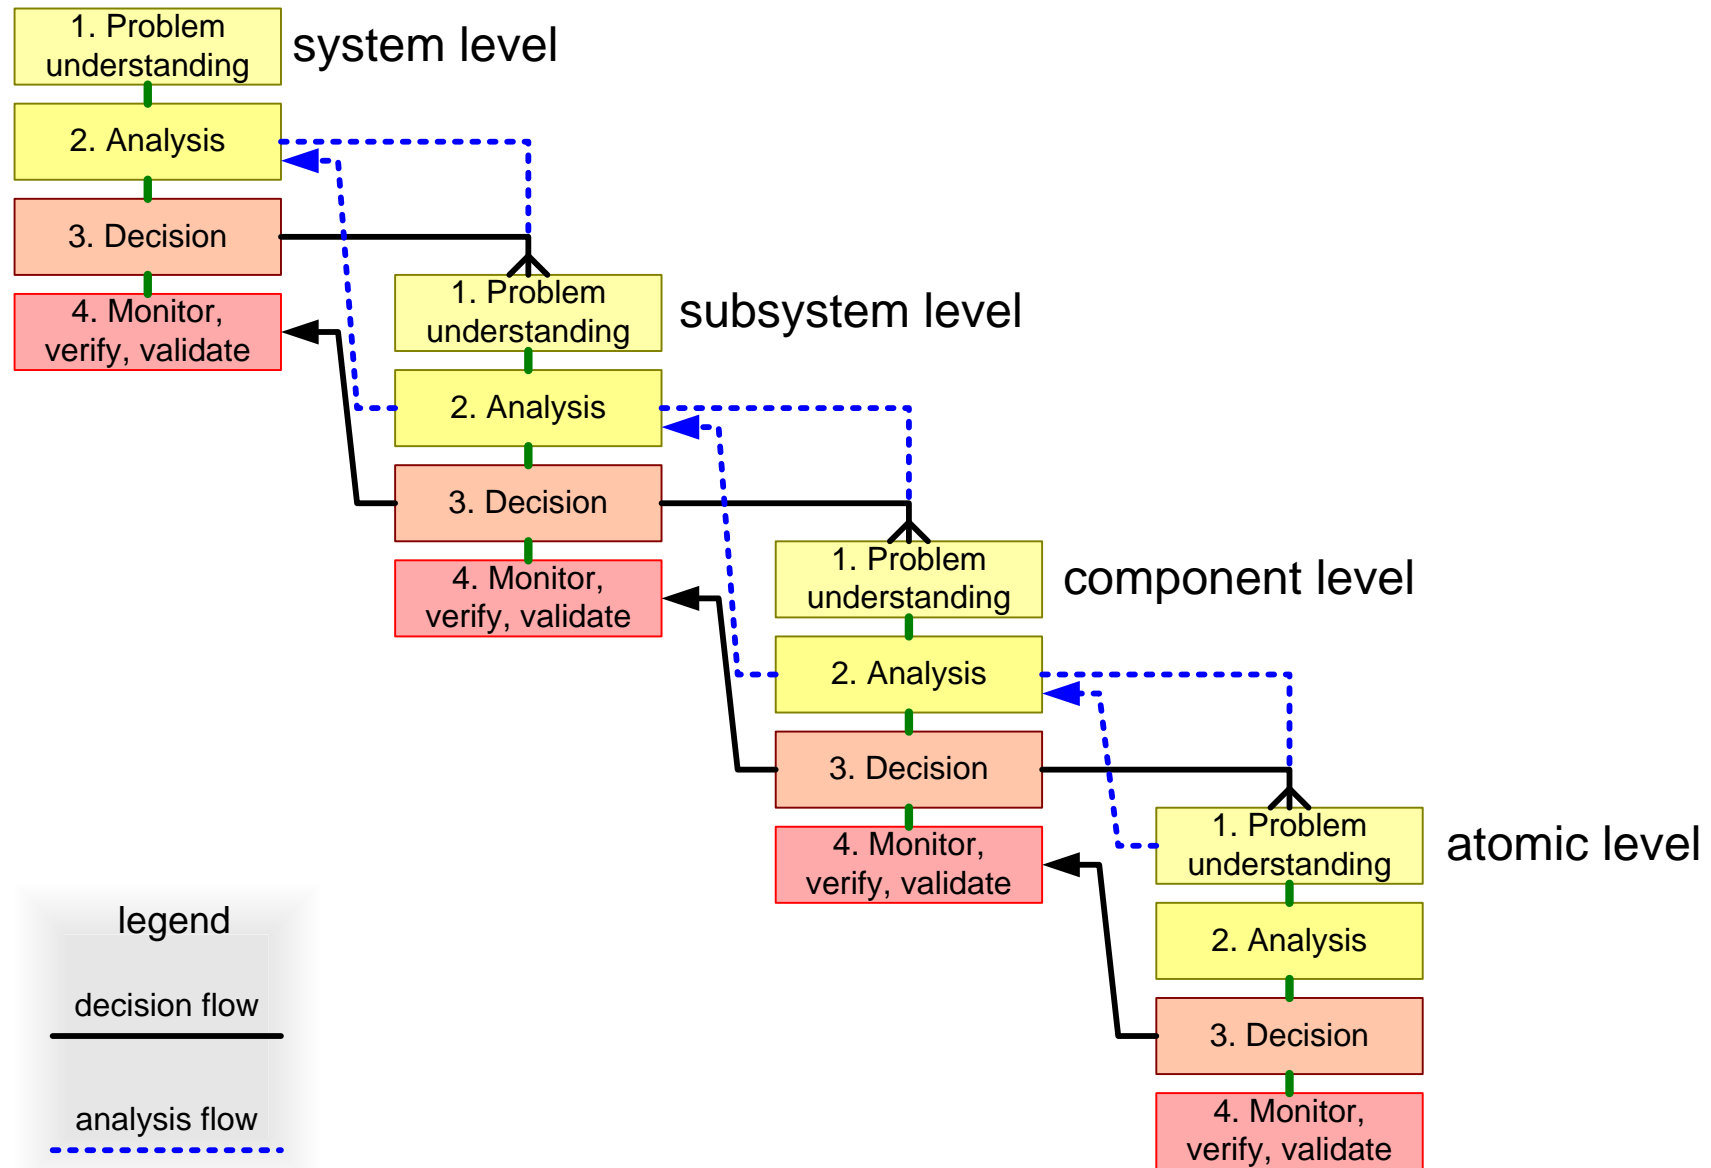 1. Problem
understanding
system level
2. Analysis
3. Decision
4. Monitor,
verify, validate
1. Problem
understanding
subsystem level
2. Analysis
3. Decision
4. Monitor,
verify, validate
1. Problem
understanding
component level
2. Analysis
3. Decision
4. Monitor,
verify, validate
1. Problem
understanding
atomic level
2. Analysis
3. Decision
4. Monitor,
verify, validate
legend
decision flow
analysis flow